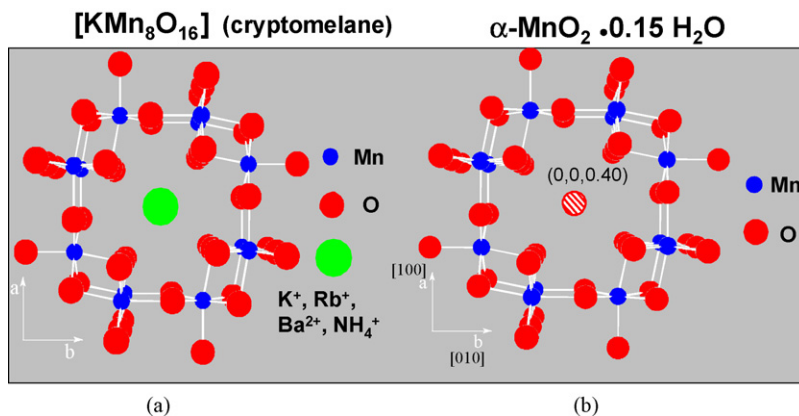 [KMn₈O₁₆] (cryptomelane)
α-MnO₂ •0.15 H₂O
Mn
O
K⁺, Rb⁺,
Ba²⁺, NH₄⁺
a
b
(0,0,0.40)
Mn
O
[100]
a
b
[010]
(a)
(b)